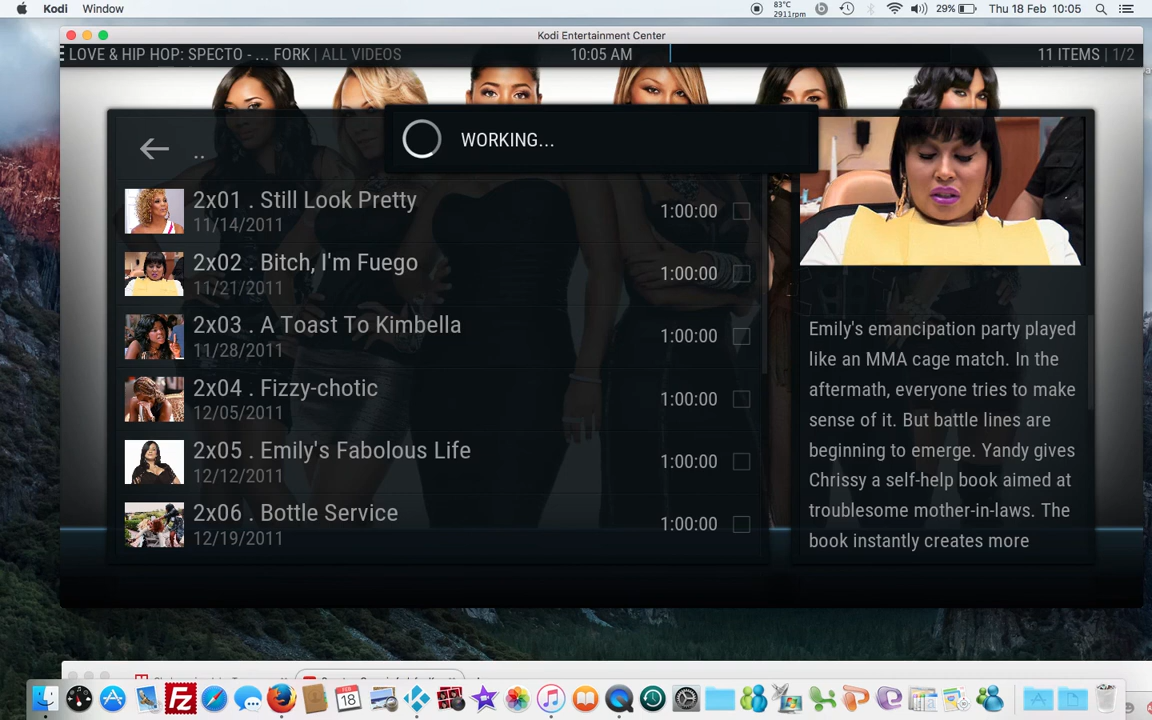 Kodi Window 83°C 2911rpm 29% Thu 18 Feb 10:05
Kodi Entertainment Center
LOVE & HIP HOP: SPECTO - ... FORK | ALL VIDEOS 10:05 AM 11 ITEMS | 1/2
WORKING...
..
2x01 . Still Look Pretty 1:00:00
11/14/2011
2x02 . Bitch, I'm Fuego 1:00:00
11/21/2011
2x03 . A Toast To Kimbella 1:00:00
11/28/2011
2x04 . Fizzy-chotic 1:00:00
12/05/2011
2x05 . Emily's Fabolous Life 1:00:00
12/12/2011
2x06 . Bottle Service 1:00:00
12/19/2011
Emily's emancipation party played
like an MMA cage match. In the
aftermath, everyone tries to make
sense of it. But battle lines are
beginning to emerge. Yandy gives
Chrissy a self-help book aimed at
troublesome mother-in-laws. The
book instantly creates more
FZ
FEB
18